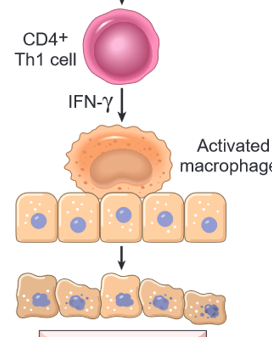 CD4+
Th1 cell
IFN-γ
Activated
macrophage